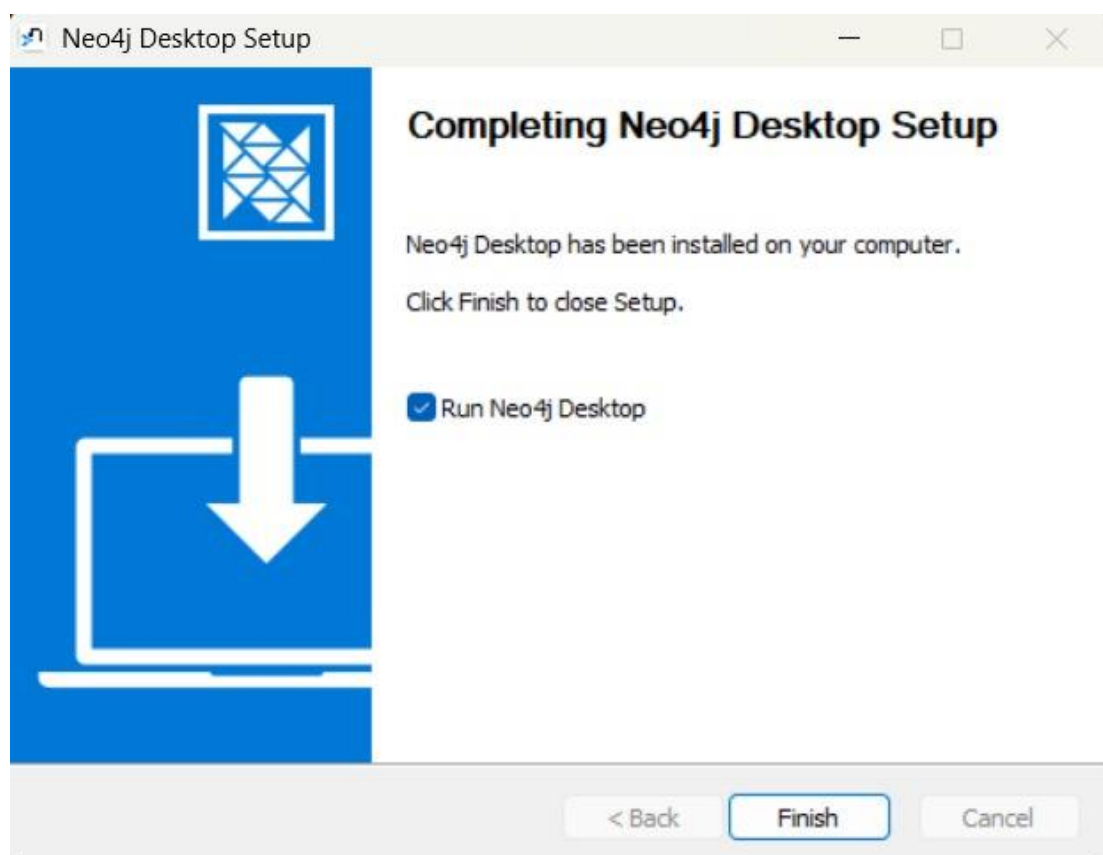 Neo4j Desktop Setup
Completing Neo4j Desktop Setup
Neo4j Desktop has been installed on your computer.
Click Finish to close Setup.
Run Neo4j Desktop
< Back
Finish
Cancel